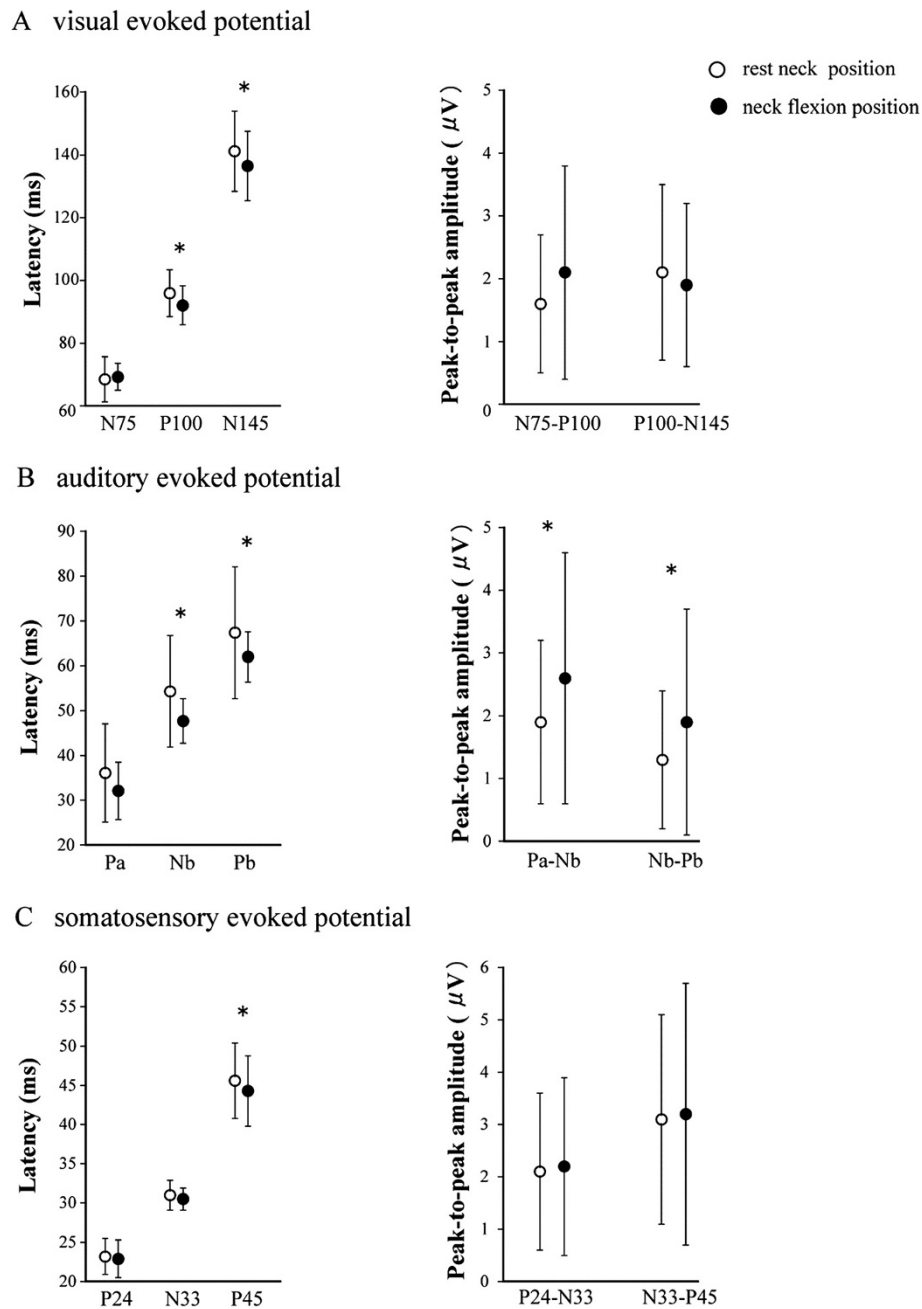 A visual evoked potential
○ rest neck position
● neck flexion position
Latency (ms)
160
140
120
100
80
60
*
*
N75 P100 N145
Peak-to-peak amplitude ( μV)
5
4
3
2
1
0
N75-P100 P100-N145
B auditory evoked potential
Latency (ms)
90
80
70
60
50
40
30
20
*
*
Pa Nb Pb
Peak-to-peak amplitude ( μV)
5
4
3
2
1
0
*
*
Pa-Nb Nb-Pb
C somatosensory evoked potential
Latency (ms)
60
55
50
45
40
35
30
25
20
*
P24 N33 P45
Peak-to-peak amplitude ( μV)
6
5
4
3
2
1
0
P24-N33 N33-P45